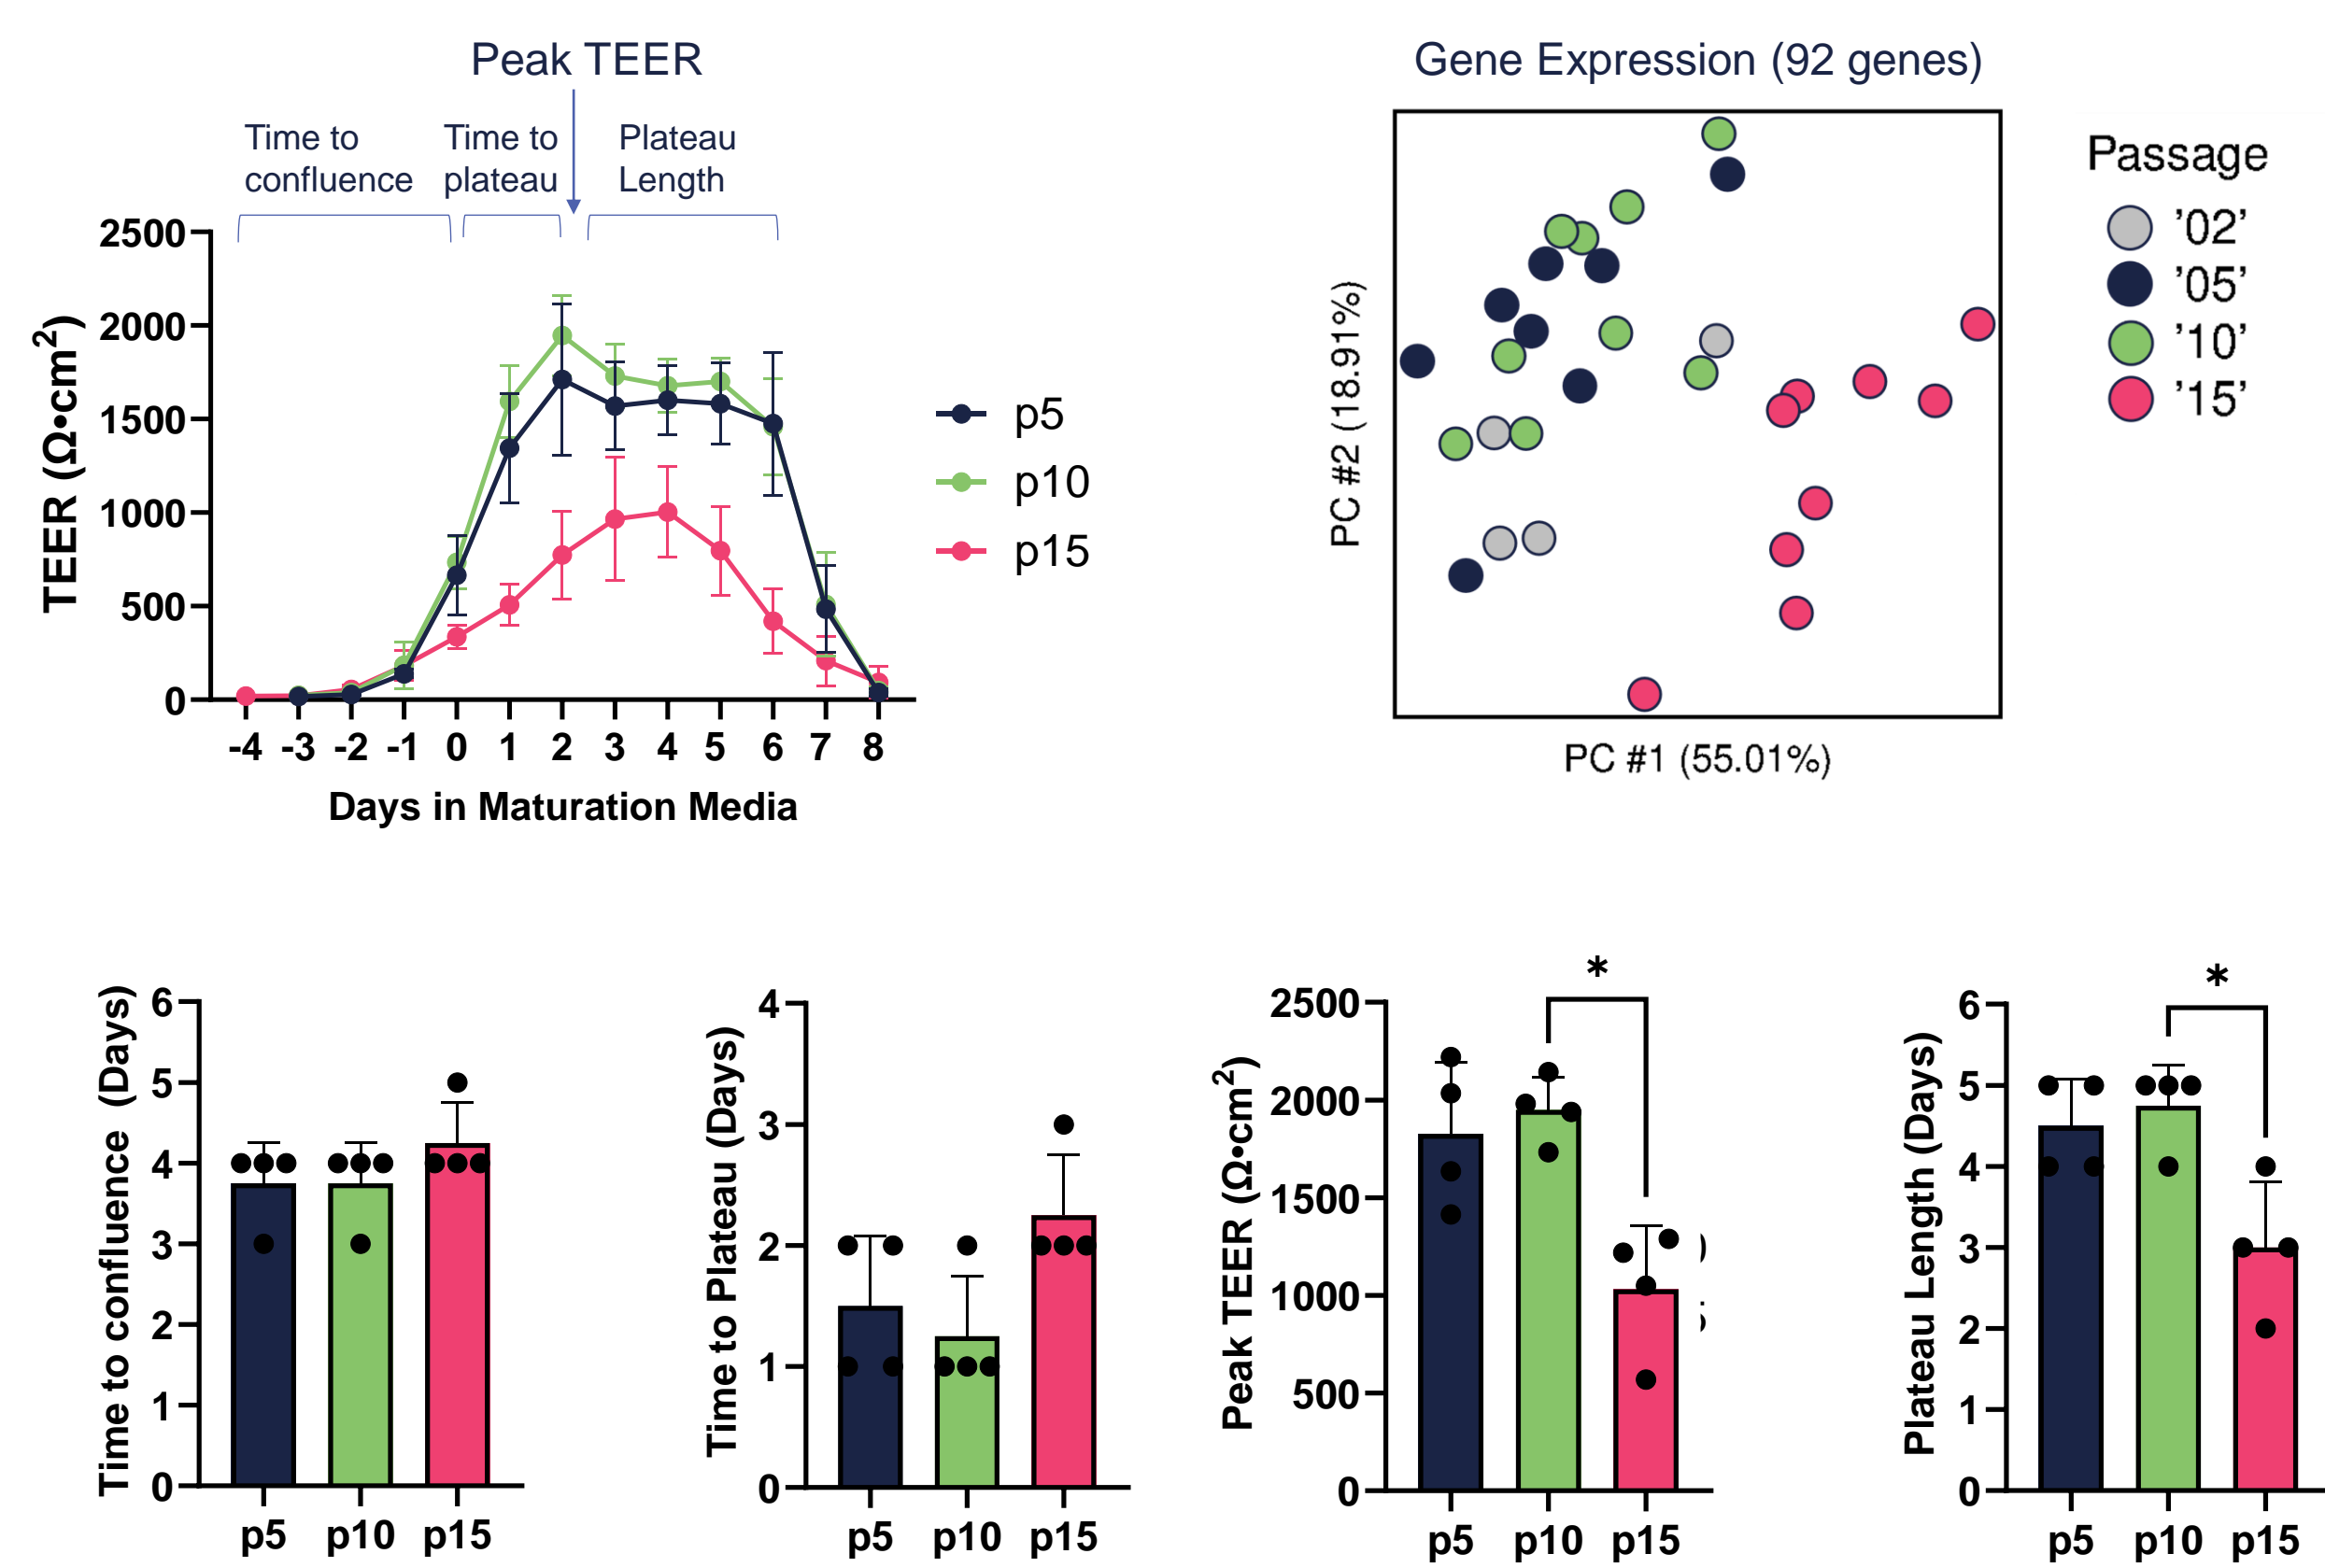 Peak TEER
Time to
confluence
Time to
plateau
Plateau
Length
2500
2000
1500
1000
500
0
TEER (Ω•cm²)
-4 -3 -2 -1 0 1 2 3 4 5 6 7 8
Days in Maturation Media
p5
p10
p15
Gene Expression (92 genes)
PC #2 (18.91%)
PC #1 (55.01%)
Passage
’02’
’05’
’10’
’15’
Time to confluence (Days)
6
5
4
3
2
1
0
p5 p10 p15
Time to Plateau (Days)
4
3
2
1
0
p5 p10 p15
Peak TEER (Ω•cm²)
2500
2000
1500
1000
500
0
*
p5 p10 p15
Plateau Length (Days)
6
5
4
3
2
1
0
*
p5 p10 p15